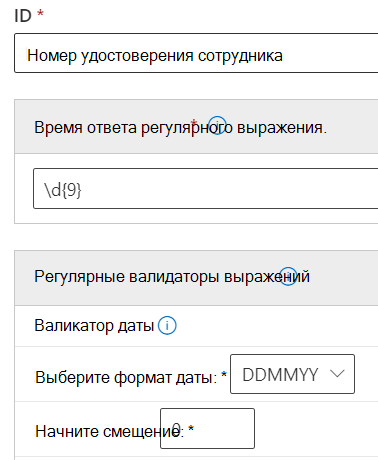 ID *
Номер удостоверения сотрудника
Время ответа регулярного выражения. *
\d{9}
Регулярные валидаторы выражений
Валикатор даты
Выберите формат даты: * DDMMYY
Начните смещение: * 0